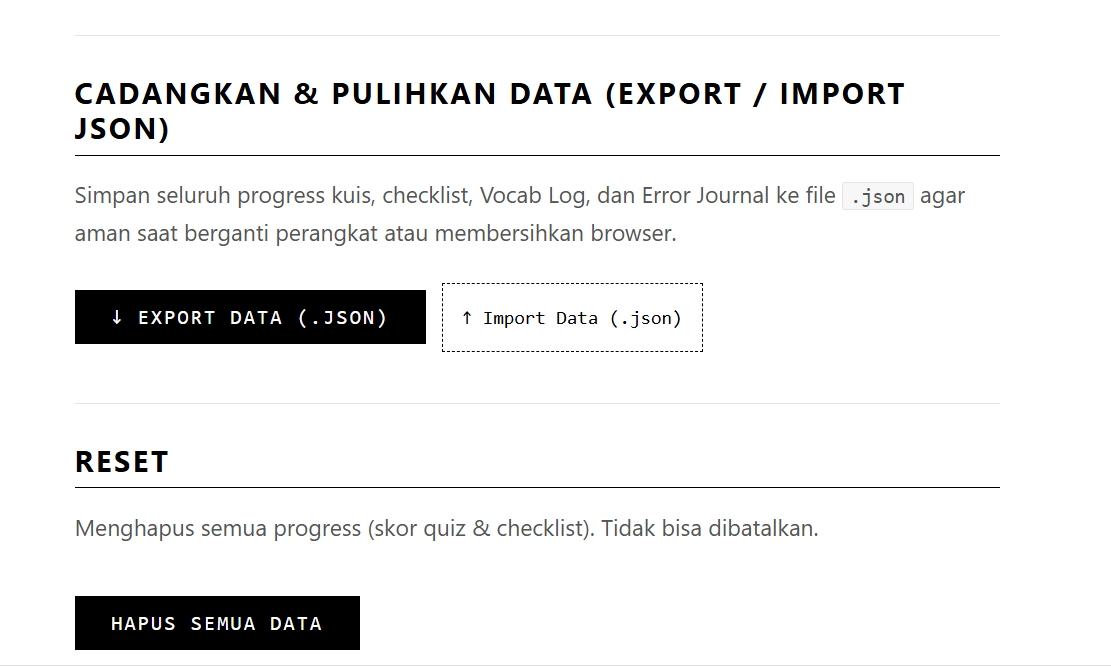 CADANGKAN & PULIHKAN DATA (EXPORT / IMPORT
JSON)
Simpan seluruh progress kuis, checklist, Vocab Log, dan Error Journal ke file .json agar
aman saat berganti perangkat atau membersihkan browser.
↓ EXPORT DATA (.JSON)
↑ Import Data (.json)
RESET
Menghapus semua progress (skor quiz & checklist). Tidak bisa dibatalkan.
HAPUS SEMUA DATA